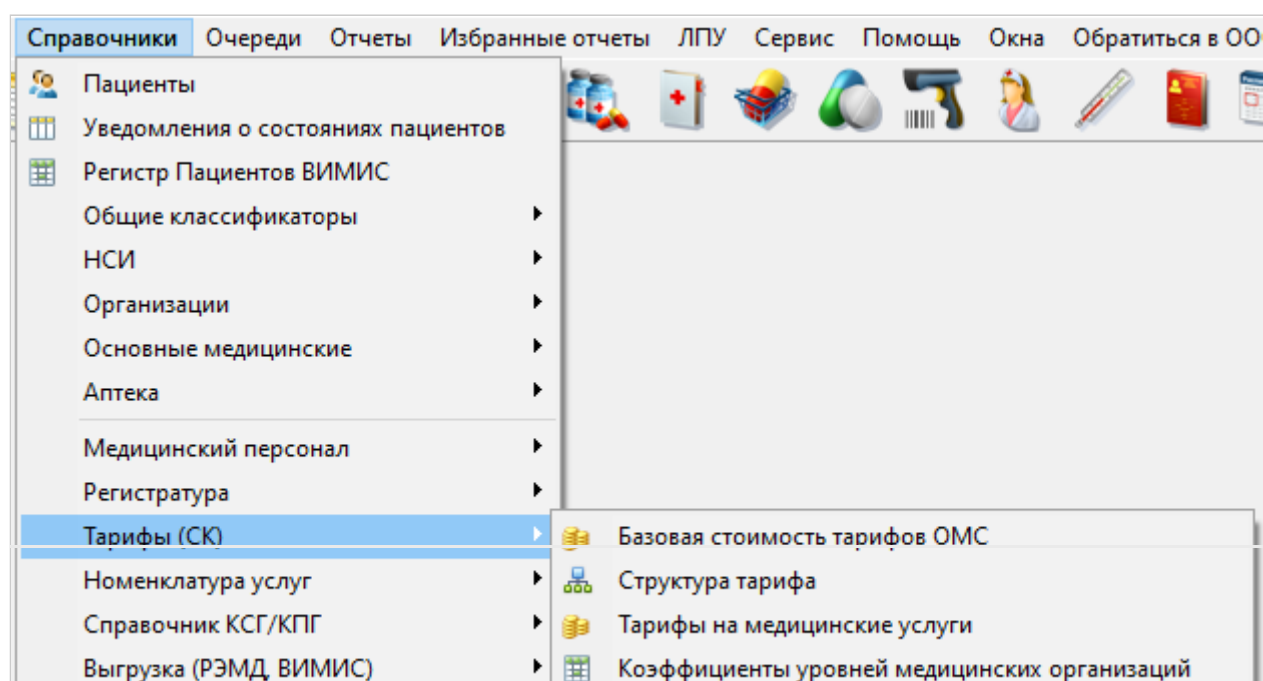 Справочники Очереди Отчеты Избранные отчеты ЛПУ Сервис Помощь Окна Обратиться в ОО
Пациенты
Уведомления о состояниях пациентов
Регистр Пациентов ВИМИС
Общие классификаторы
НСИ
Организации
Основные медицинские
Аптека
Медицинский персонал
Регистратура
Тарифы (СК)
Базовая стоимость тарифов ОМС
Номенклатура услуг
Структура тарифа
Справочник КСГ/КПГ
Тарифы на медицинские услуги
Выгрузка (РЭМД, ВИМИС)
Коэффициенты уровней медицинских организаций